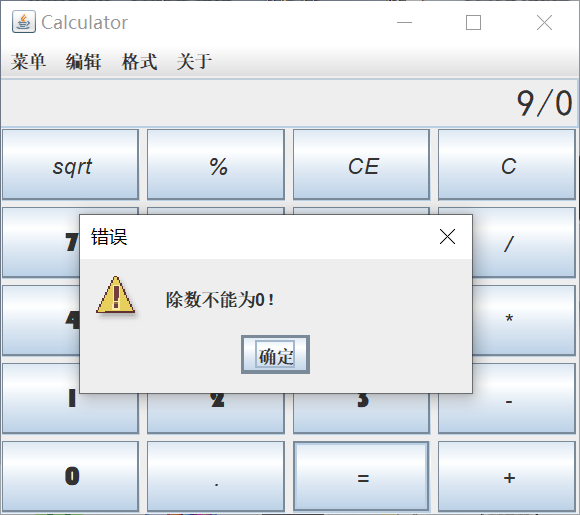 Calculator
菜单 编辑 格式 关于
9/0
sqrt % CE C
7 /
错误
除数不能为0!
确定
4 *
1 2 3 -
0 . = +